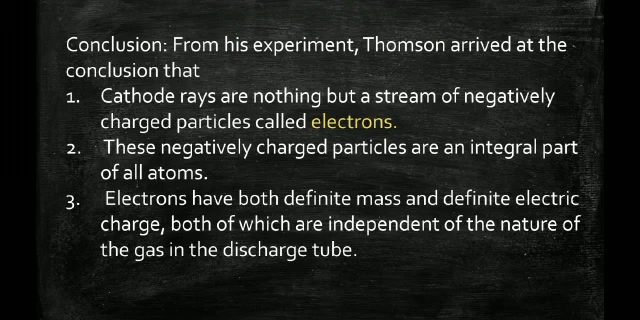 Conclusion: From his experiment, Thomson arrived at the
conclusion that
1. Cathode rays are nothing but a stream of negatively
charged particles called electrons.
2. These negatively charged particles are an integral part
of all atoms.
3. Electrons have both definite mass and definite electric
charge, both of which are independent of the nature of
the gas in the discharge tube.